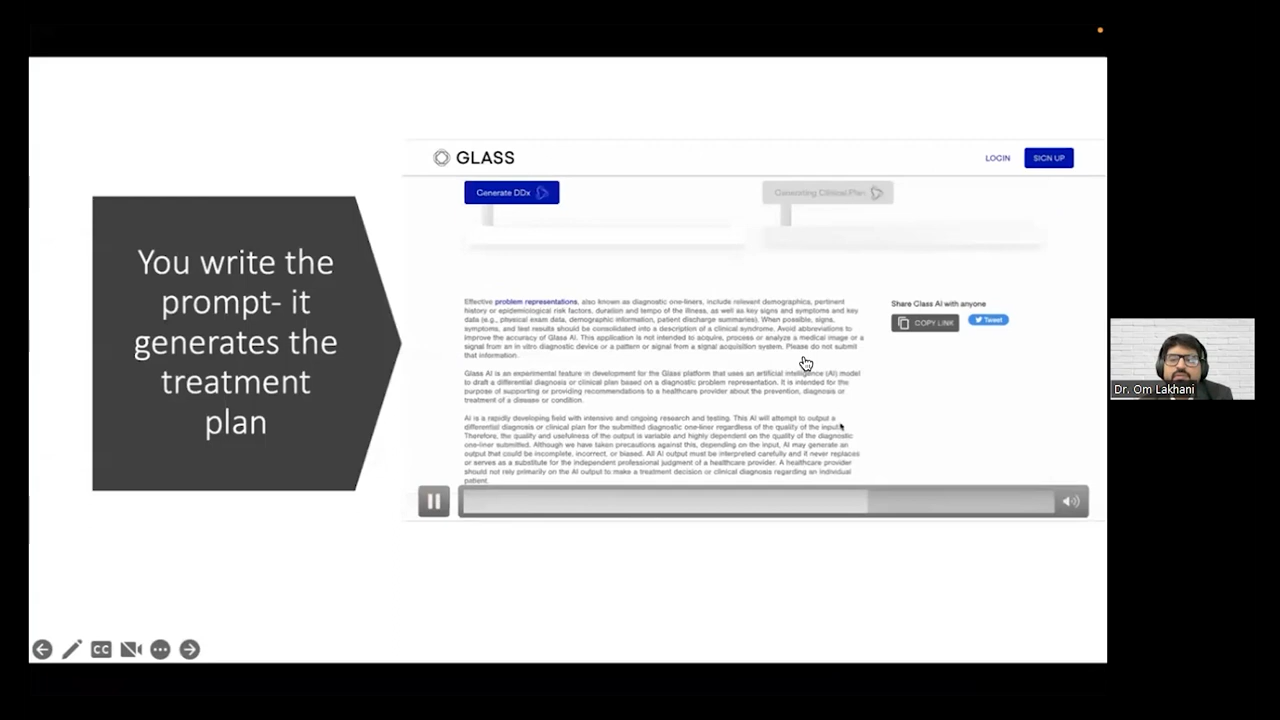 You write the
prompt- it
generates the
treatment
plan
GLASS
LOGIN
SIGN UP
Generate DDx
Generating Clinical Plan
Effective problem representations, also known as diagnostic one-liners, include relevant demographics, pertinent
history or epidemiological risk factors, duration and tempo of the illness, as well as key signs and symptoms and key
data (e.g., physical exam data, demographic information, patient discharge summaries). When possible, signs,
symptoms, and test results should be consolidated into a description of a clinical syndrome. Avoid abbreviations to
improve the accuracy of Glass AI. This application is not intended to acquire, process or analyze a medical image or a
signal from an in vitro diagnostic device or a pattern or signal from a signal acquisition system. Please do not submit
that information.
Glass AI is an experimental feature in development for the Glass platform that uses an artificial intelligence (AI) model
to draft a differential diagnosis or clinical plan based on a diagnostic problem representation. It is intended for the
purpose of supporting or providing recommendations to a healthcare provider about the prevention, diagnosis or
treatment of a disease or condition.
AI is a rapidly developing field with intensive and ongoing research and testing. This AI will attempt to output a
differential diagnosis or clinical plan for the submitted diagnostic one-liner regardless of the quality of the input.
Therefore, the quality and usefulness of the output is variable and highly dependent on the quality of the diagnostic
one-liner submitted. Although we have taken precautions against this, depending on the input, AI may generate an
output that could be incomplete, incorrect, or biased. All AI output must be interpreted carefully and it never replaces
or serves as a substitute for the independent professional judgment of a healthcare provider. A healthcare provider
should not rely primarily on the AI output to make a treatment decision or clinical diagnosis regarding an individual
patient.
Share Glass AI with anyone
COPY LINK
Tweet
Dr. Om Lakhani
CC